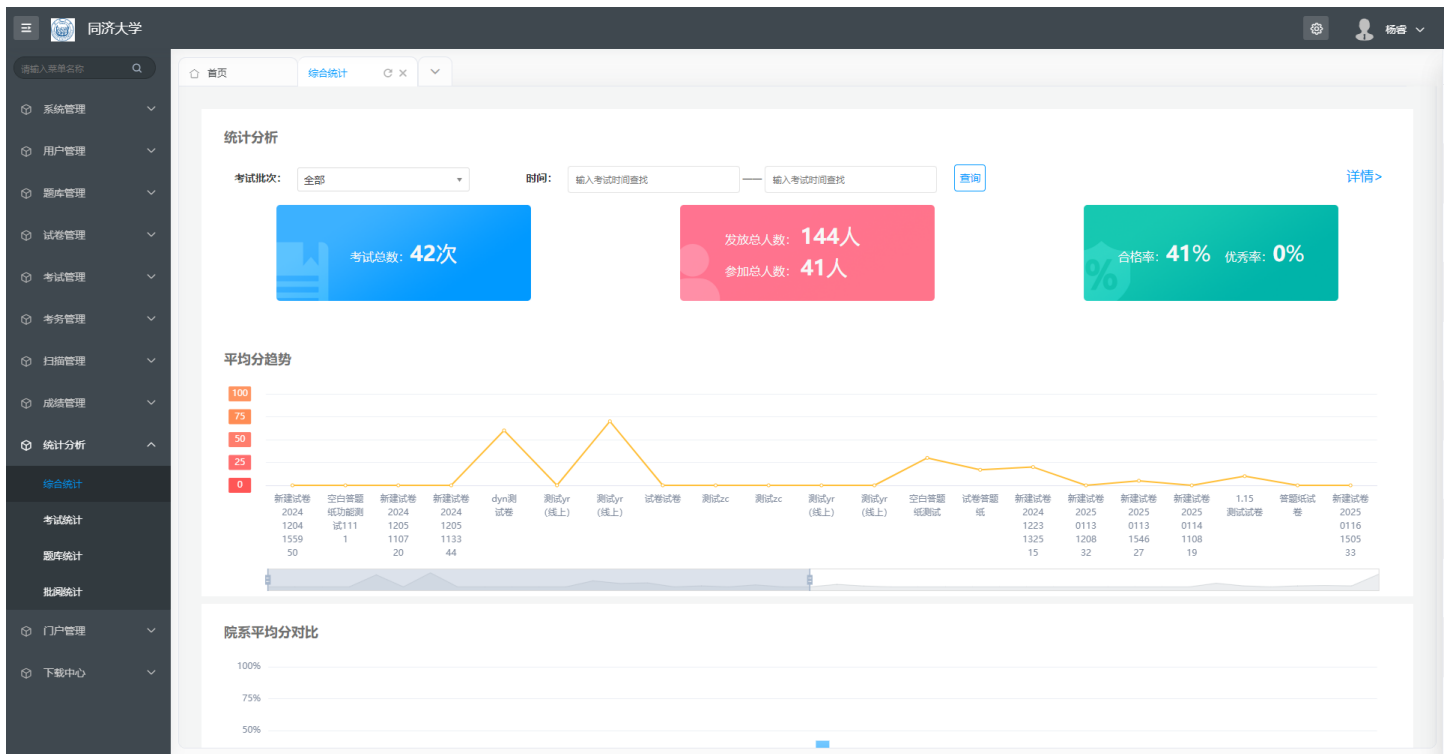 同济大学
杨睿
请输入菜单名称
首页
综合统计
系统管理
用户管理
题库管理
试卷管理
考试管理
考务管理
扫描管理
成绩管理
统计分析
综合统计
考试统计
题库统计
批阅统计
门户管理
下载中心
统计分析
考试批次: 全部 时间: 输入考试时间查找 —— 输入考试时间查找 查询 详情>
考试总数: 42次
发放总人数: 144人
参加总人数: 41人
合格率: 41% 优秀率: 0%
平均分趋势
100
75
50
25
0
新建试卷
2024
1204
1559
50
空白答题
纸功能测
试111
1
新建试卷
2024
1205
1107
20
新建试卷
2024
1205
1133
44
dyn测
试卷
测试yr
(线上)
测试yr
(线上)
试卷试卷
测试zc
测试zc
测试yr
(线上)
测试yr
(线上)
空白答题
纸测试
试卷答题
纸
新建试卷
2024
1223
1325
15
新建试卷
2025
0113
1208
32
新建试卷
2025
0113
1546
27
新建试卷
2025
0114
1108
19
1.15
测试试卷
答题纸试
卷
新建试卷
2025
0116
1505
33
院系平均分对比
100%
75%
50%